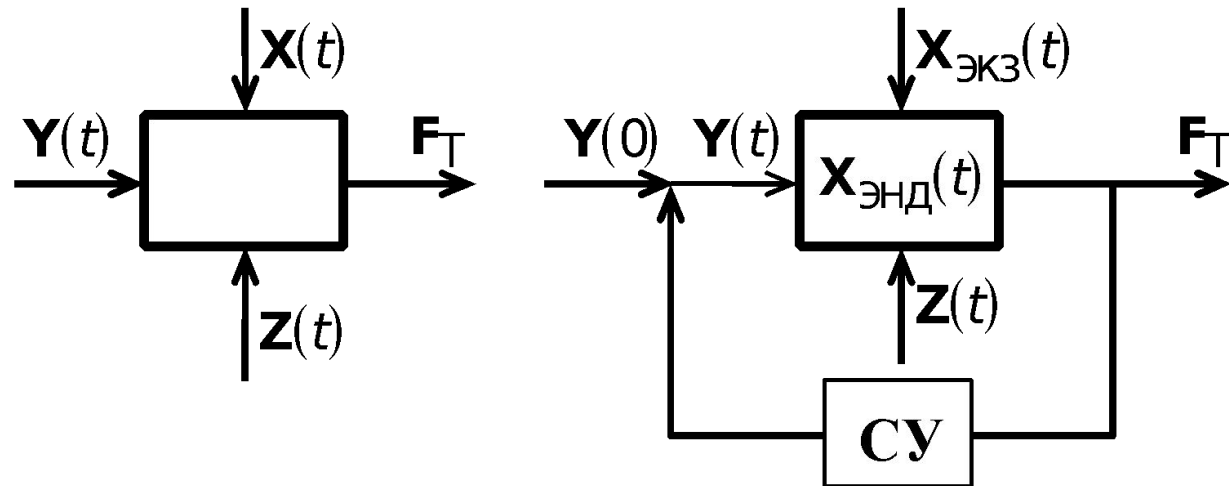 X(t)
Y(t)
F_T
Z(t)
X_ЭКЗ(t)
Y(0)
Y(t)
X_ЭНД(t)
F_T
Z(t)
СУ